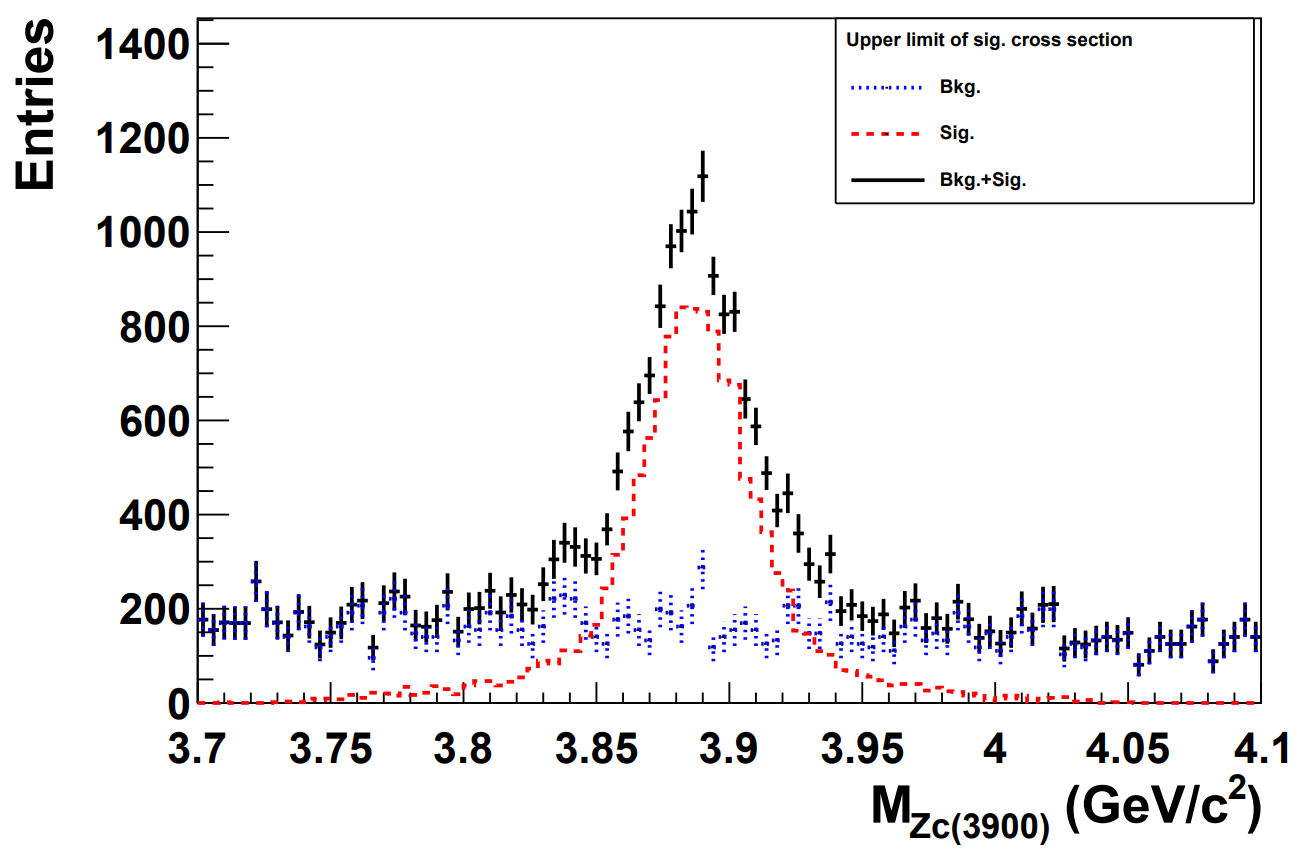 Entries
1400
1200
1000
800
600
400
200
0
Upper limit of sig. cross section
Bkg.
Sig.
Bkg.+Sig.
3.7 3.75 3.8 3.85 3.9 3.95 4 4.05 4.1
M_Zc(3900) (GeV/c²)